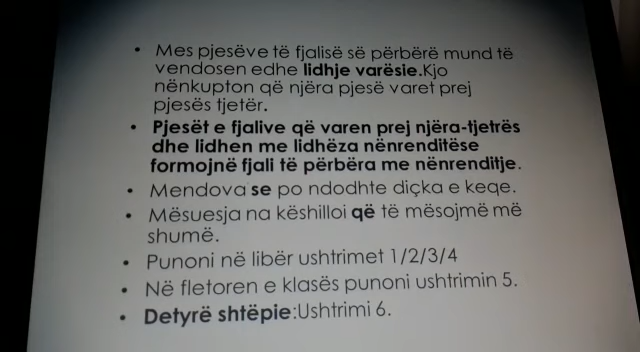 • Mes pjesëve të fjalisë së përbërë mund të
vendosen edhe lidhje varësie.Kjo
nënkupton që njëra pjesë varet prej
pjesës tjetër.
• Pjesët e fjalive që varen prej njëra-tjetrës
dhe lidhen me lidhëza nënrenditëse
formojnë fjali të përbëra me nënrenditje.
• Mendova se po ndodhte diçka e keqe.
• Mësuesja na këshilloi që të mësojmë më
shumë.
• Punoni në libër ushtrimet 1/2/3/4
• Në fletoren e klasës punoni ushtrimin 5.
• Detyrë shtëpie:Ushtrimi 6.